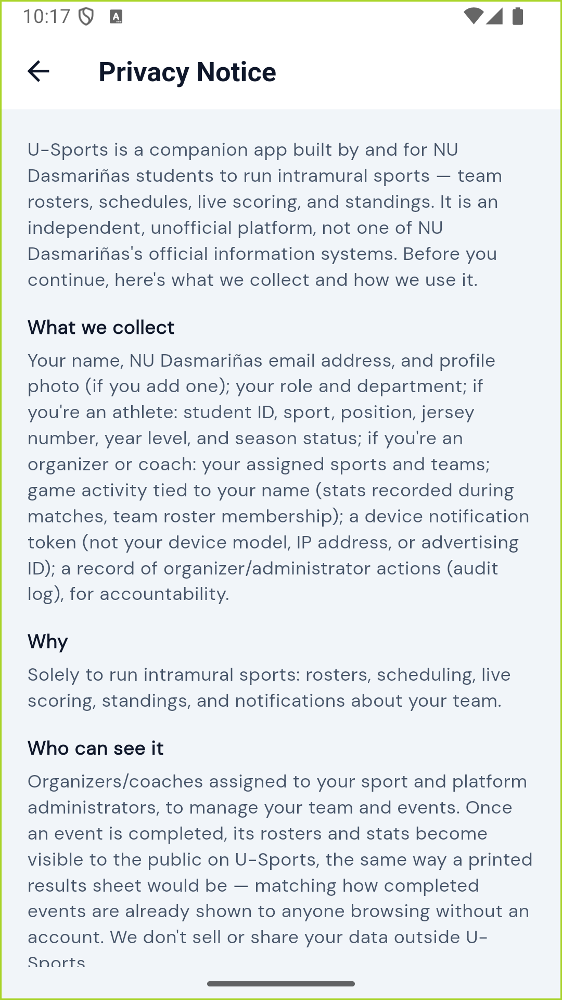 10:17
Privacy Notice
U-Sports is a companion app built by and for NU
Dasmariñas students to run intramural sports — team
rosters, schedules, live scoring, and standings. It is an
independent, unofficial platform, not one of NU
Dasmariñas's official information systems. Before you
continue, here's what we collect and how we use it.
What we collect
Your name, NU Dasmariñas email address, and profile
photo (if you add one); your role and department; if
you're an athlete: student ID, sport, position, jersey
number, year level, and season status; if you're an
organizer or coach: your assigned sports and teams;
game activity tied to your name (stats recorded during
matches, team roster membership); a device notification
token (not your device model, IP address, or advertising
ID); a record of organizer/administrator actions (audit
log), for accountability.
Why
Solely to run intramural sports: rosters, scheduling, live
scoring, standings, and notifications about your team.
Who can see it
Organizers/coaches assigned to your sport and platform
administrators, to manage your team and events. Once
an event is completed, its rosters and stats become
visible to the public on U-Sports, the same way a printed
results sheet would be — matching how completed
events are already shown to anyone browsing without an
account. We don't sell or share your data outside U-
Sports